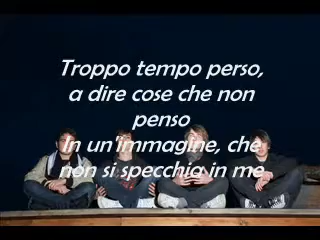 Troppo tempo perso,
a dire cose che non
penso
In un'immagine, che
non si specchia in me